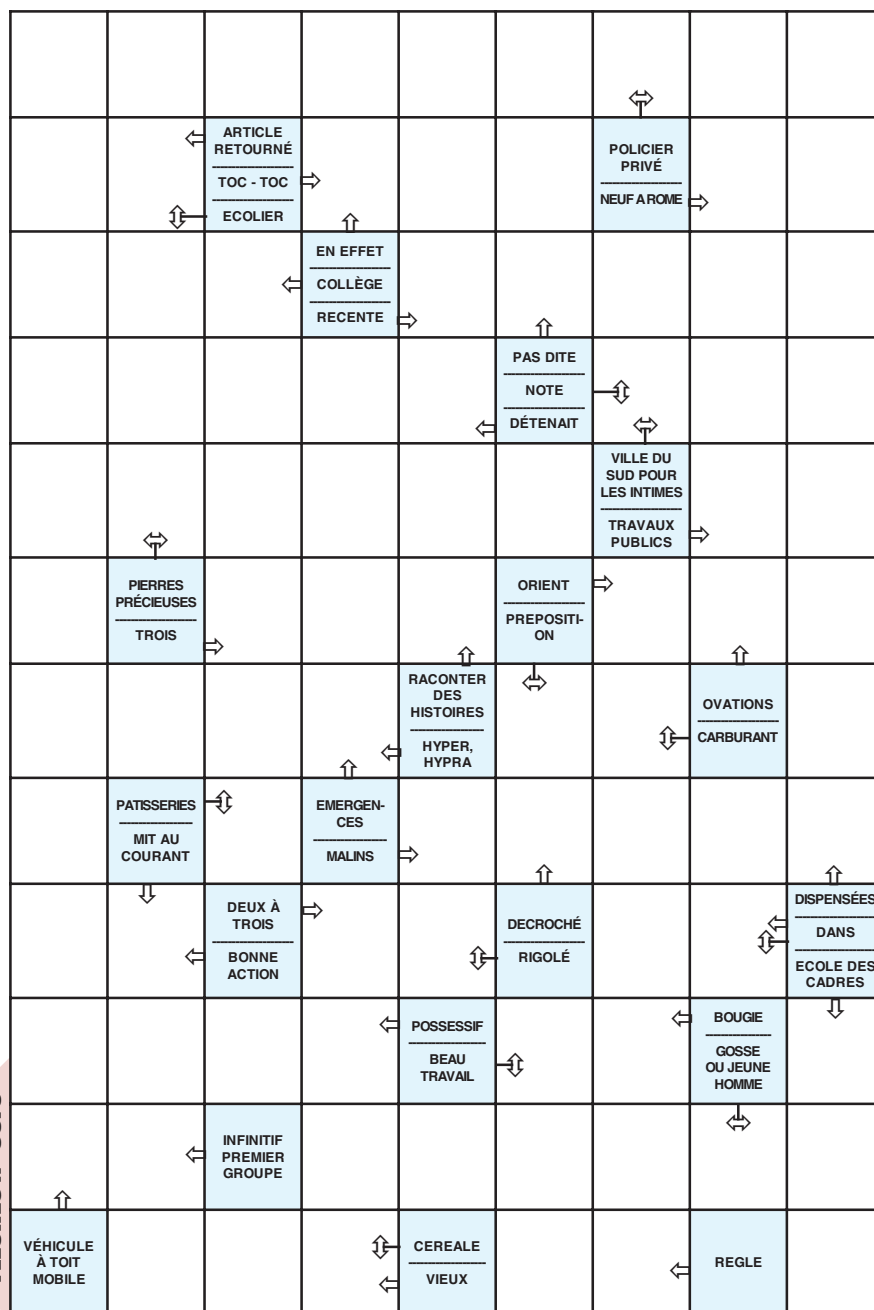 ARTICLE
RETOURNÉ
TOC - TOC
ECOLIER
POLICIER
PRIVÉ
NEUF A ROME
EN EFFET
COLLÈGE
RECENTE
PAS DITE
NOTE
DÉTENAIT
VILLE DU
SUD POUR
LES INTIMES
TRAVAUX
PUBLICS
PIERRES
PRÉCIEUSES
TROIS
ORIENT
PREPOSITI-
ON
RACONTER
DES
HISTOIRES
HYPER,
HYPRA
OVATIONS
CARBURANT
PATISSERIES
MIT AU
COURANT
EMERGEN-
CES
MALINS
DEUX À
TROIS
BONNE
ACTION
DECROCHÉ
RIGOLÉ
DISPENSÉES
DANS
ECOLE DES
CADRES
POSSESSIF
BEAU
TRAVAIL
BOUGIE
GOSSE
OU JEUNE
HOMME
INFINITIF
PREMIER
GROUPE
VÉHICULE
À TOIT
MOBILE
CEREALE
VIEUX
REGLE